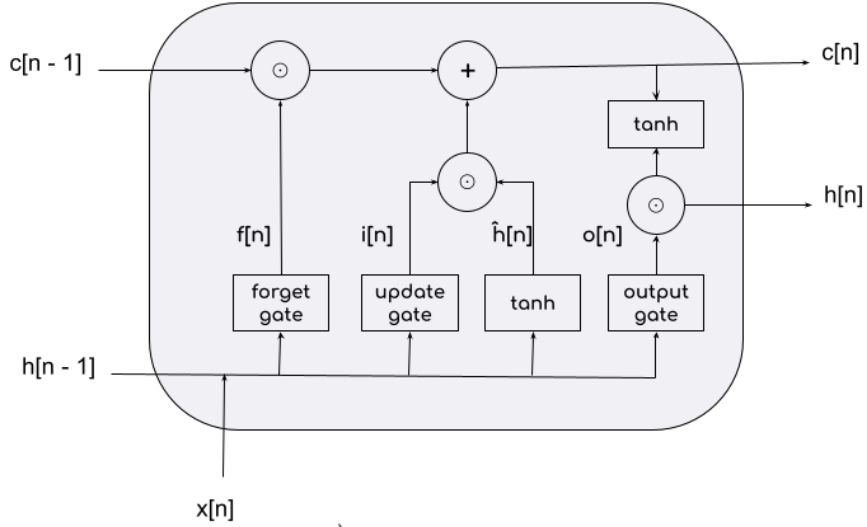 c[n - 1]
⊙
+
c[n]
tanh
⊙
⊙
h[n]
f[n]
i[n]
ĥ[n]
o[n]
forget
gate
update
gate
tanh
output
gate
h[n - 1]
x[n]